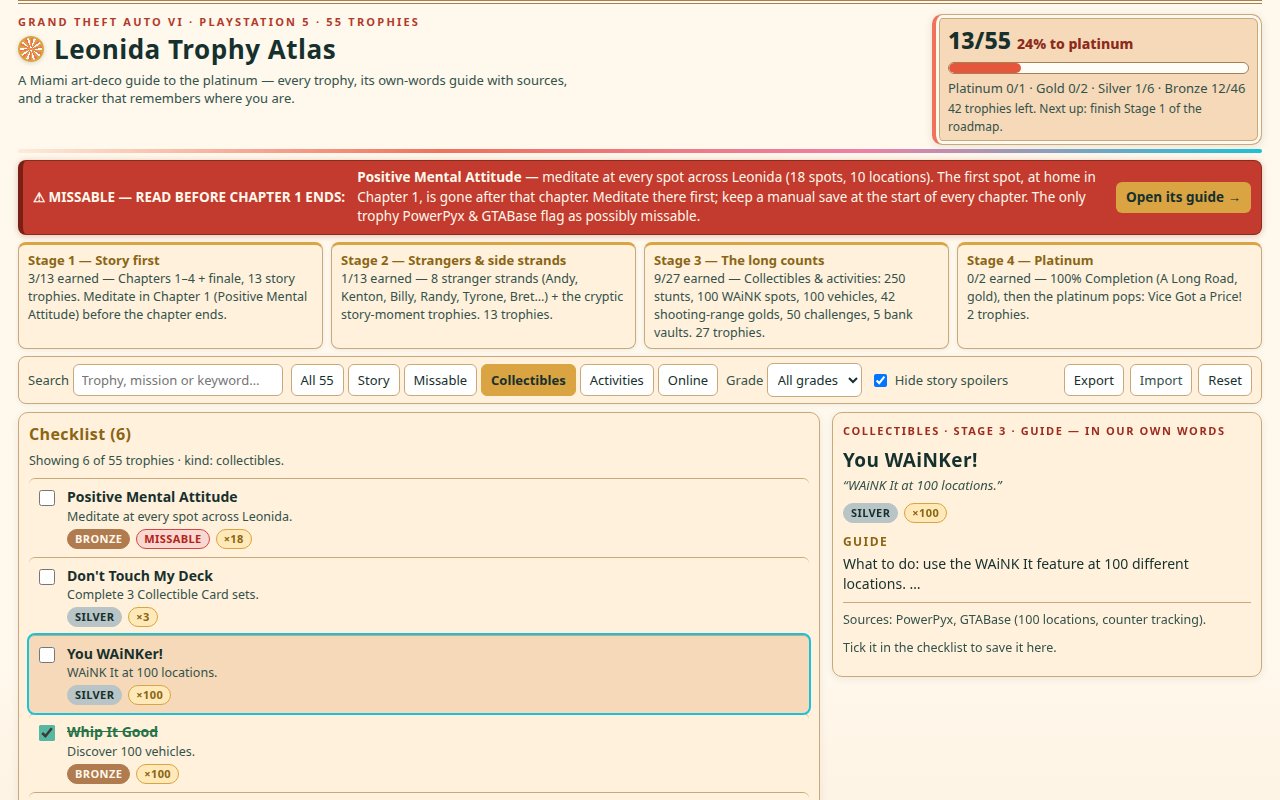 GRAND THEFT AUTO VI · PLAYSTATION 5 · 55 TROPHIES
Leonida Trophy Atlas
A Miami art-deco guide to the platinum — every trophy, its own-words guide with sources,
and a tracker that remembers where you are.
13/55 24% to platinum
Platinum 0/1 · Gold 0/2 · Silver 1/6 · Bronze 12/46
42 trophies left. Next up: finish Stage 1 of the
roadmap.
⚠ MISSABLE — READ BEFORE CHAPTER 1 ENDS:
Positive Mental Attitude — meditate at every spot across Leonida (18 spots, 10 locations). The first spot, at home in
Chapter 1, is gone after that chapter. Meditate there first; keep a manual save at the start of every chapter. The only
trophy PowerPyx & GTABase flag as possibly missable.
Open its guide →
Stage 1 — Story first
3/13 earned — Chapters 1–4 + finale, 13 story
trophies. Meditate in Chapter 1 (Positive Mental
Attitude) before the chapter ends.
Stage 2 — Strangers & side strands
1/13 earned — 8 stranger strands (Andy,
Kenton, Billy, Randy, Tyrone, Bret...) + the cryptic
story-moment trophies. 13 trophies.
Stage 3 — The long counts
9/27 earned — Collectibles & activities: 250
stunts, 100 WAiNK spots, 100 vehicles, 42
shooting-range golds, 50 challenges, 5 bank
vaults. 27 trophies.
Stage 4 — Platinum
0/2 earned — 100% Completion (A Long Road,
gold), then the platinum pops: Vice Got a Price!
2 trophies.
Search Trophy, mission or keyword... All 55 Story Missable Collectibles Activities Online Grade All grades Hide story spoilers Export Import Reset
Checklist (6)
Showing 6 of 55 trophies · kind: collectibles.
Positive Mental Attitude
Meditate at every spot across Leonida.
BRONZE MISSABLE ×18
Don't Touch My Deck
Complete 3 Collectible Card sets.
SILVER ×3
You WAiNKer!
WAiNK It at 100 locations.
SILVER ×100
Whip It Good
Discover 100 vehicles.
BRONZE ×100
COLLECTIBLES · STAGE 3 · GUIDE — IN OUR OWN WORDS
You WAiNKer!
“WAiNK It at 100 locations.”
SILVER ×100
GUIDE
What to do: use the WAiNK It feature at 100 different
locations. ...
Sources: PowerPyx, GTABase (100 locations, counter tracking).
Tick it in the checklist to save it here.